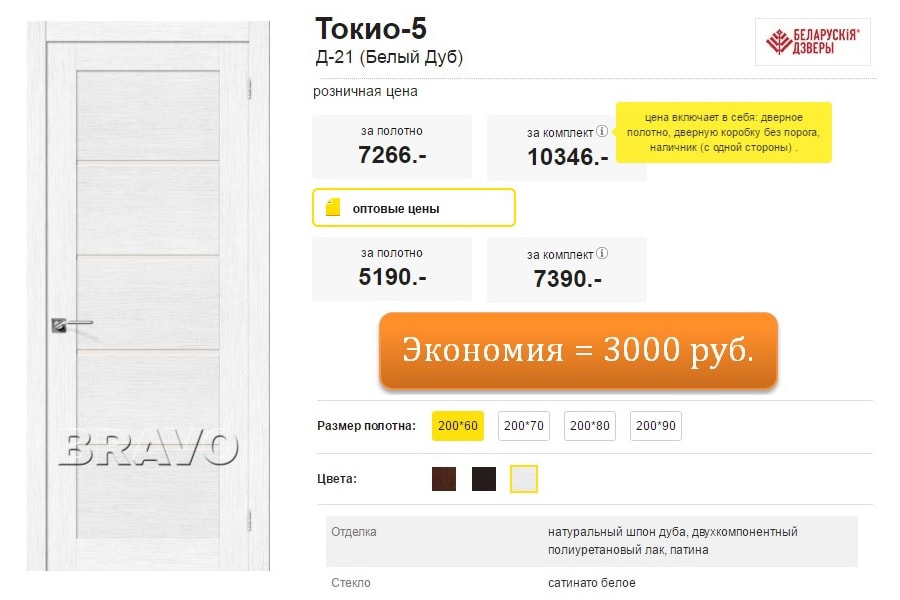 Токио-5
Д-21 (Белый Дуб)
БЕЛАРУСКIЯ®
ДЗВЕРЫ
розничная цена
за полотно
7266.-
за комплект i
10346.-
цена включает в себя: дверное
полотно, дверную коробку без порога,
наличник (с одной стороны) .
оптовые цены
за полотно
5190.-
за комплект i
7390.-
Экономия = 3000 руб.
BRAVO
Размер полотна: 200*60 200*70 200*80 200*90
Цвета:
Отделка натуральный шпон дуба, двухкомпонентный
полиуретановый лак, патина
Стекло сатинато белое